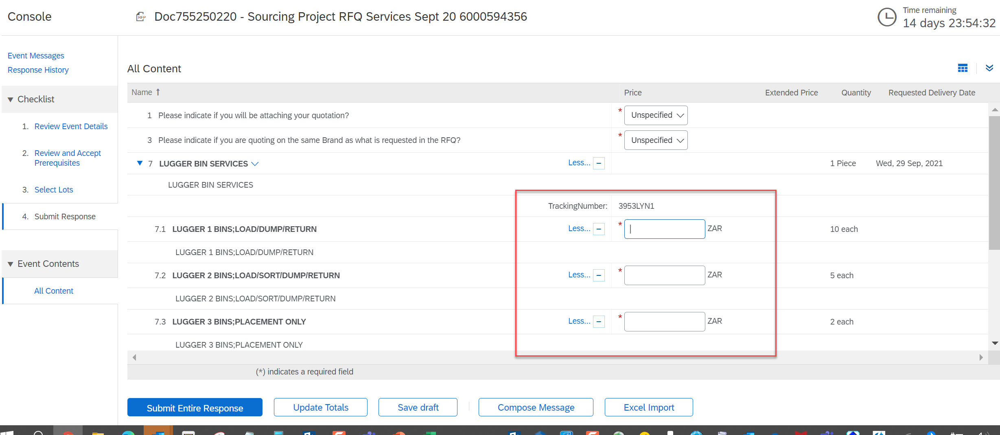 Console
RFP
Doc755250220 - Sourcing Project RFQ Services Sept 20 6000594356
Time remaining
14 days 23:54:32
Event Messages
Response History
Checklist
1. Review Event Details
2. Review and Accept
Prerequisites
3. Select Lots
4. Submit Response
Event Contents
All Content
All Content
Name ↑ Price Extended Price Quantity Requested Delivery Date
1 Please indicate if you will be attaching your quotation? * Unspecified
3 Please indicate if you are quoting on the same Brand as what is requested in the RFQ? * Unspecified
7 LUGGER BIN SERVICES Less... − 1 Piece Wed, 29 Sep, 2021
LUGGER BIN SERVICES
TrackingNumber: 3953LYN1
7.1 LUGGER 1 BINS;LOAD/DUMP/RETURN Less... − * ZAR 10 each
LUGGER 1 BINS;LOAD/DUMP/RETURN
7.2 LUGGER 2 BINS;LOAD/SORT/DUMP/RETURN Less... − * ZAR 5 each
LUGGER 2 BINS;LOAD/SORT/DUMP/RETURN
7.3 LUGGER 3 BINS;PLACEMENT ONLY Less... − * ZAR 2 each
LUGGER 3 BINS;PLACEMENT ONLY
(*) indicates a required field
Submit Entire Response Update Totals Save draft Compose Message Excel Import